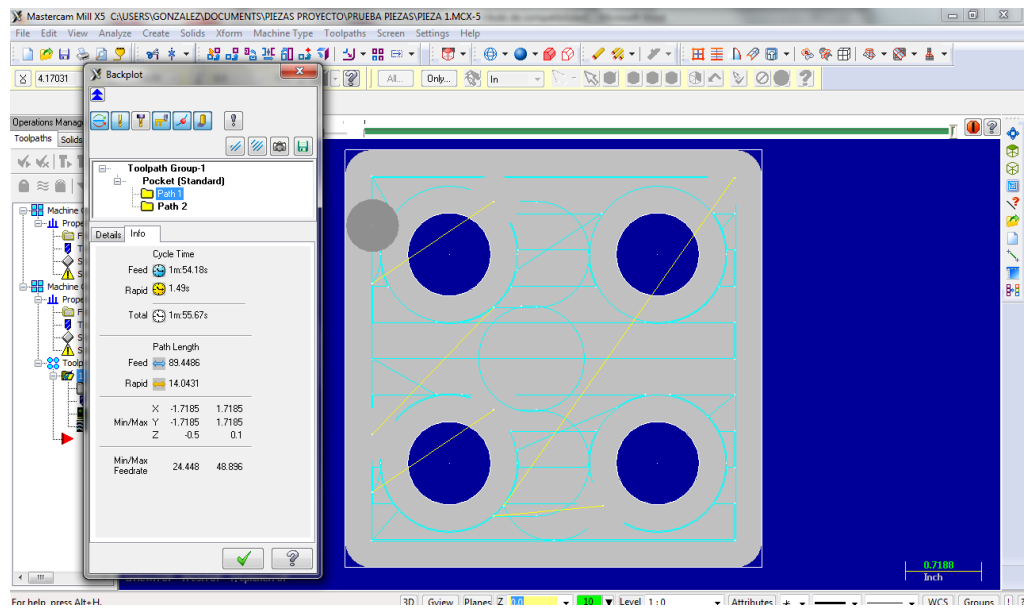 Mastercam Mill X5 C:\USERS\GONZALEZ\DOCUMENTS\PIEZAS PROYECTO\PRUEBA PIEZAS\PIEZA 1.MCX-5
File Edit View Analyze Create Solids Xform Machine Type Toolpaths Screen Settings Help
4.17031 All... Only... In
Backplot
Operations Manag
Toolpaths Solids
Toolpath Group-1
Pocket (Standard)
Path 1
Path 2
Machine
Prope
F
T
S
S
Machine
Prope
F
T
S
S
Toolp
1
Details Info
Cycle Time
Feed 1m:54.18s
Rapid 1.49s
Total 1m:55.67s
Path Length
Feed 89.4486
Rapid 14.0431
X -1.7185 1.7185
Min/Max Y -1.7185 1.7185
Z -0.5 0.1
Min/Max
Feedrate 24.448 48.896
0.7188
Inch
For help, press Alt+H.
3D Gview Planes Z 0.0 10 Level 1 : 0 Attributes WCS Groups